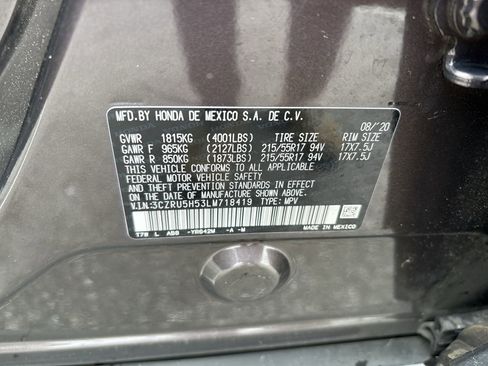 MFD.BY HONDA DE MEXICO S.A. DE C.V.
08/'20
GVWR 1815KG (4001LBS) TIRE SIZE RIM SIZE
GAWR F 965KG (2127LBS) 215/55R17 94V 17X7.5J
GAWR R 850KG (1873LBS) 215/55R17 94V 17X7.5J
THIS VEHICLE CONFORMS TO ALL APPLICABLE
FEDERAL MOTOR VEHICLE SAFETY
AND THEFT PREVENTION STANDARDS IN EFFECT ON THE
DATE OF MANUFACTURE SHOWN ABOVE.
V.I.N:3CZRU5H53LM718419 TYPE: MPV
T7B L ABB -YR642M -A -M
MADE IN MEXICO